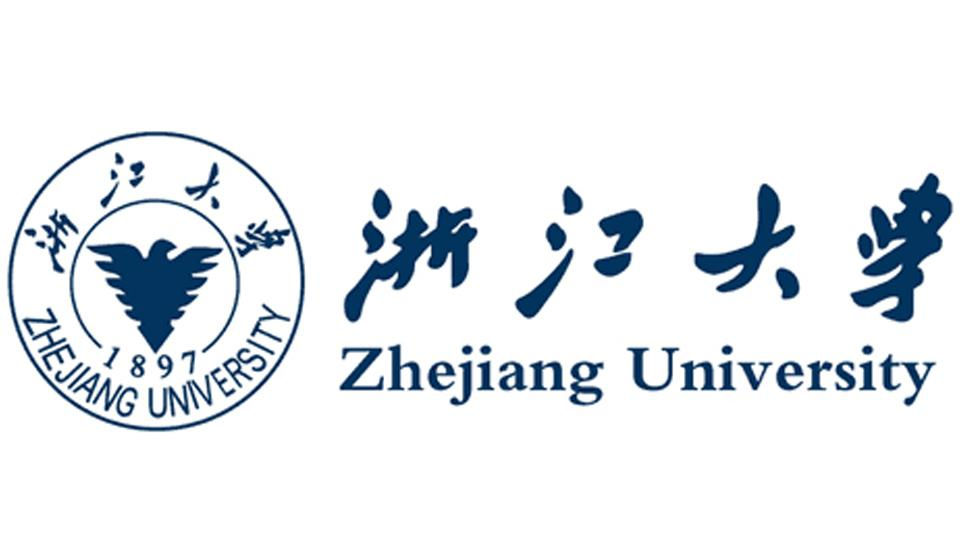 浙江大学
1897
ZHEJIANG UNIVERSITY
浙江大学
Zhejiang University